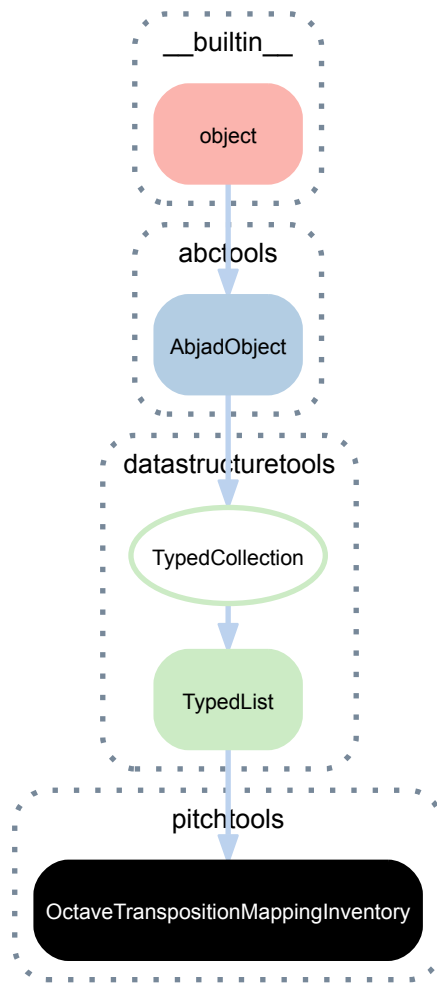 __builtin__
object
abctools
AbjadObject
datastructuretools
TypedCollection
TypedList
pitchtools
OctaveTranspositionMappingInventory